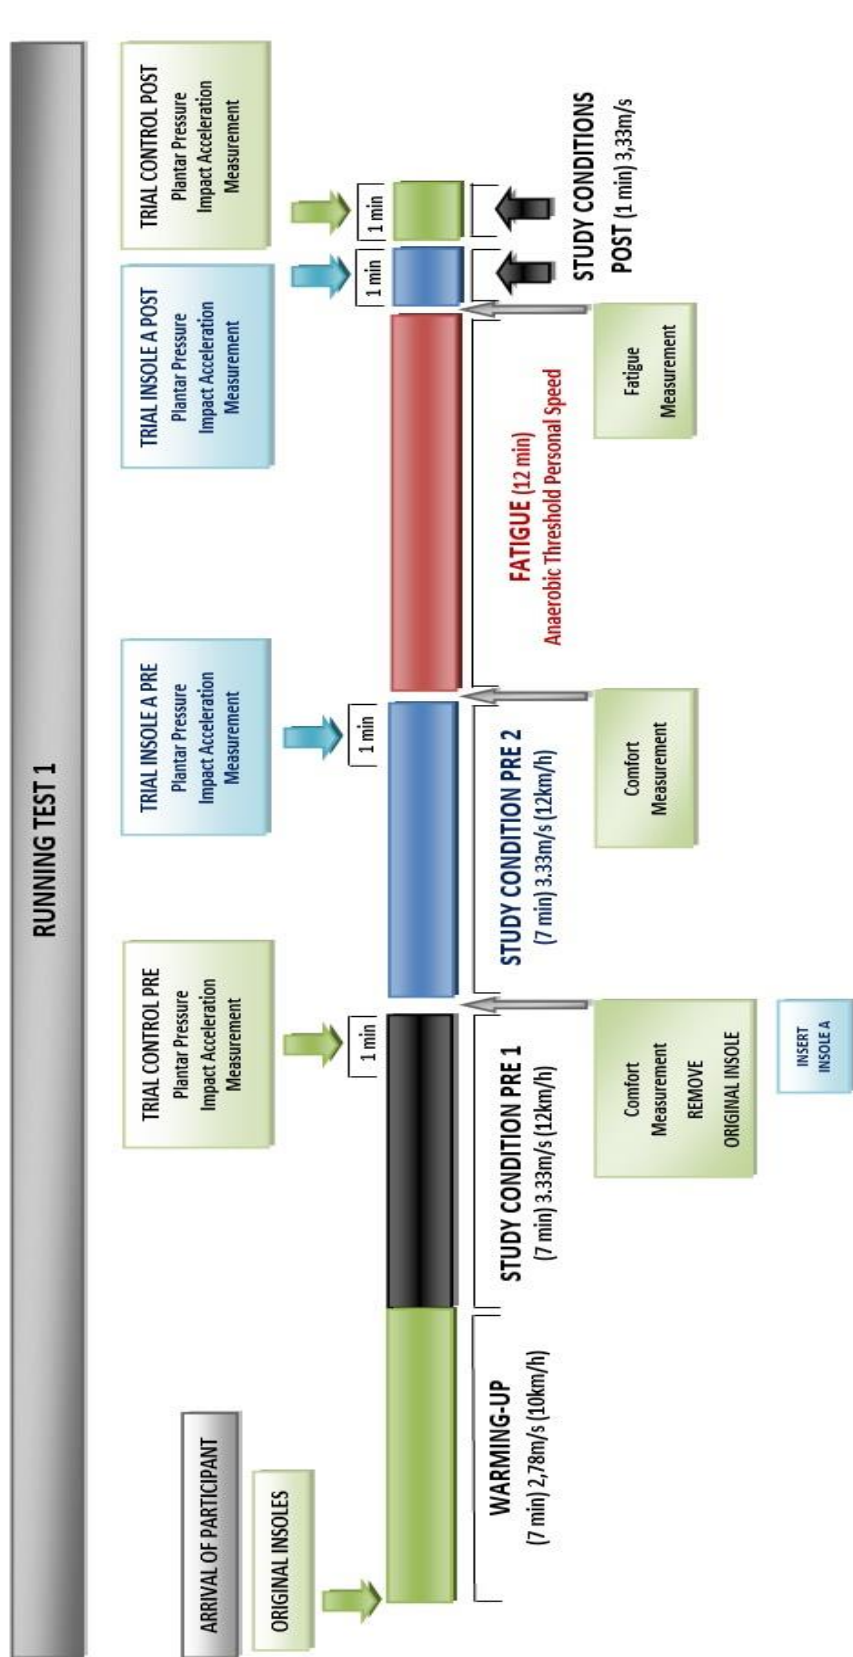 RUNNING TEST 1
ARRIVAL OF PARTICIPANT
ORIGINAL INSOLES
TRIAL CONTROL PRE
Plantar Pressure
Impact Acceleration
Measurement
TRIAL INSOLE A PRE
Plantar Pressure
Impact Acceleration
Measurement
TRIAL INSOLE A POST
Plantar Pressure
Impact Acceleration
Measurement
TRIAL CONTROL POST
Plantar Pressure
Impact Acceleration
Measurement
1 min
1 min
1 min
1 min
WARMING-UP
(7 min) 2,78m/s (10km/h)
STUDY CONDITION PRE 1
(7 min) 3.33m/s (12km/h)
STUDY CONDITION PRE 2
(7 min) 3.33m/s (12km/h)
FATIGUE (12 min)
Anaerobic Threshold Personal Speed
STUDY CONDITIONS
POST (1 min) 3,33m/s
Comfort
Measurement
REMOVE
ORIGINAL INSOLE
Comfort
Measurement
Fatigue
Measurement
INSERT
INSOLE A